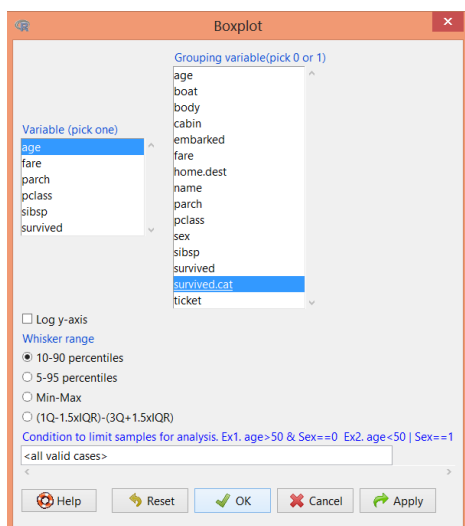 Boxplot
Grouping variable(pick 0 or 1)
age
boat
body
cabin
embarked
fare
home.dest
name
parch
pclass
sex
sibsp
survived
survived.cat
ticket
Variable (pick one)
age
fare
parch
pclass
sibsp
survived
Log y-axis
Whisker range
10-90 percentiles
5-95 percentiles
Min-Max
(1Q-1.5xIQR)-(3Q+1.5xIQR)
Condition to limit samples for analysis. Ex1. age>50 & Sex==0 Ex2. age<50 | Sex==1
<all valid cases>
Help Reset OK Cancel Apply